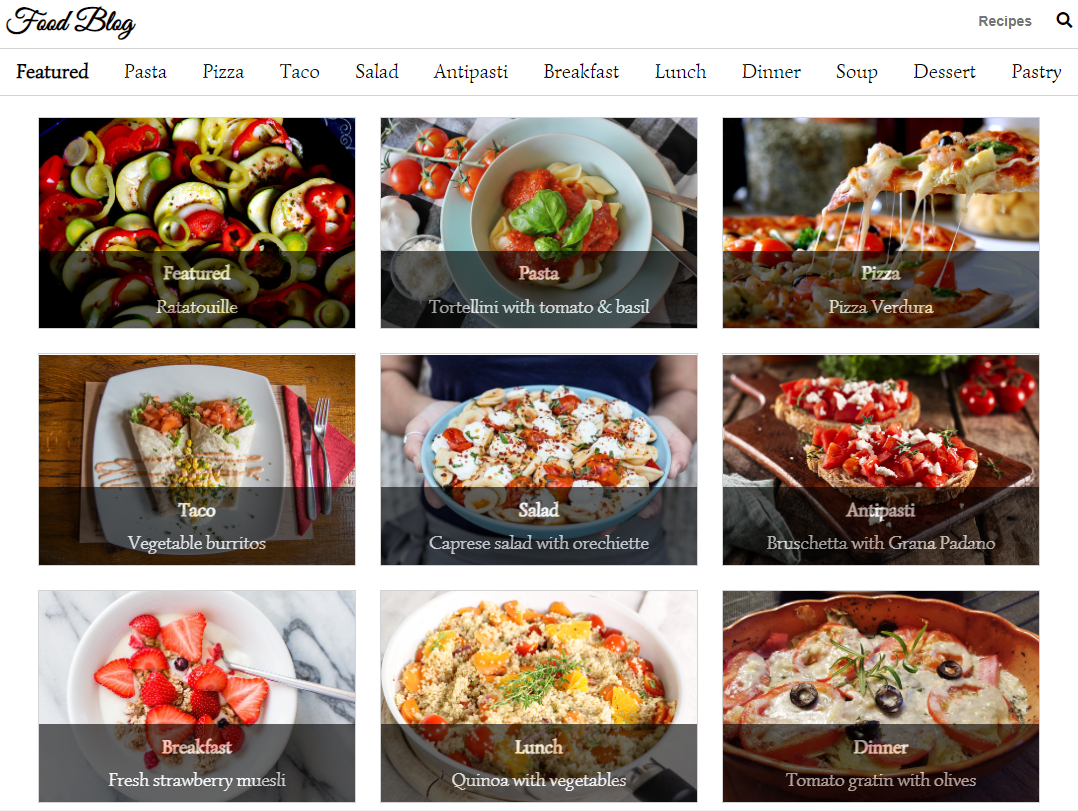 Food Blog
Recipes
Featured Pasta Pizza Taco Salad Antipasti Breakfast Lunch Dinner Soup Dessert Pastry
Featured
Ratatouille
Pasta
Tortellini with tomato & basil
Pizza
Pizza Verdura
Taco
Vegetable burritos
Salad
Caprese salad with orechiette
Antipasti
Bruschetta with Grana Padano
Breakfast
Fresh strawberry muesli
Lunch
Quinoa with vegetables
Dinner
Tomato gratin with olives